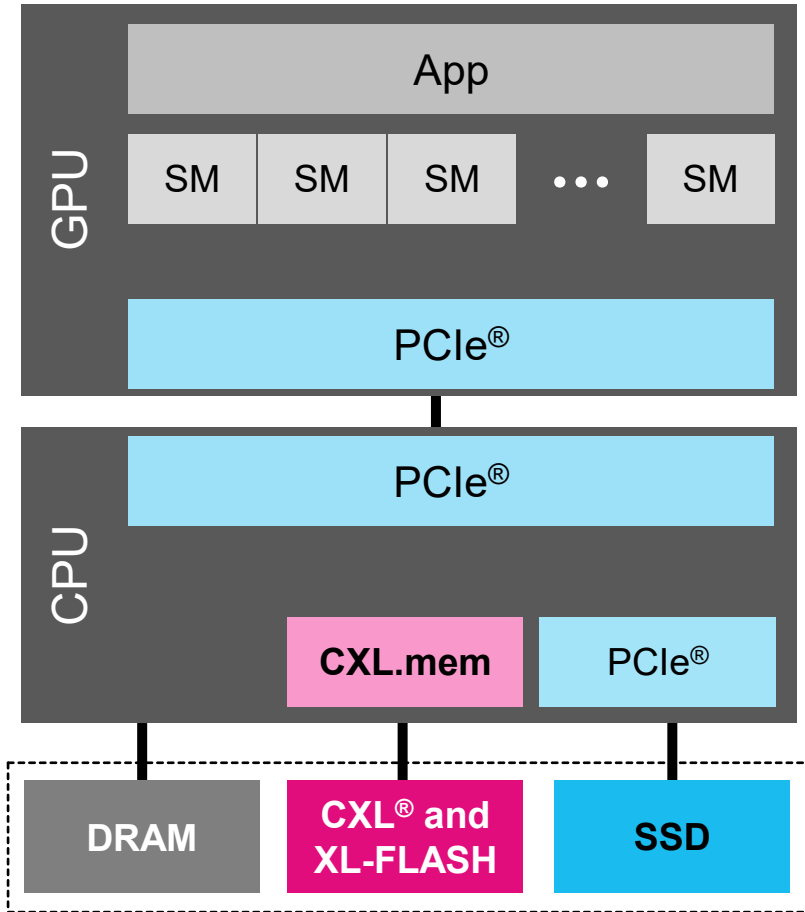 GPU
App
SM SM SM ••• SM
PCIe®
CPU
PCIe®
CXL.mem PCIe®
DRAM
CXL® and
XL-FLASH
SSD